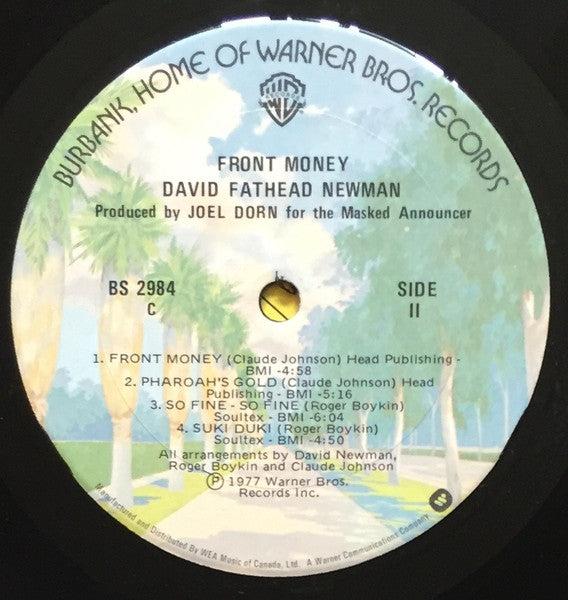 BURBANK, HOME OF WARNER BROS. RECORDS
RECORDS
FRONT MONEY
DAVID FATHEAD NEWMAN
Produced by JOEL DORN for the Masked Announcer
BS 2984
C
SIDE
II
1. FRONT MONEY (Claude Johnson) Head Publishing -
BMI -4:58
2. PHAROAH'S GOLD (Claude Johnson) Head
Publishing - BMI -5:16
3. SO FINE - SO FINE (Roger Boykin)
Soultex - BMI -6:04
4. SUKI DUKI (Roger Boykin)
Soultex - BMI -4:50
All arrangements by David Newman,
Roger Boykin and Claude Johnson
Ⓟ 1977 Warner Bros.
Records Inc.
Manufactured and Distributed By WEA Music of Canada, Ltd. A Warner Communications Company